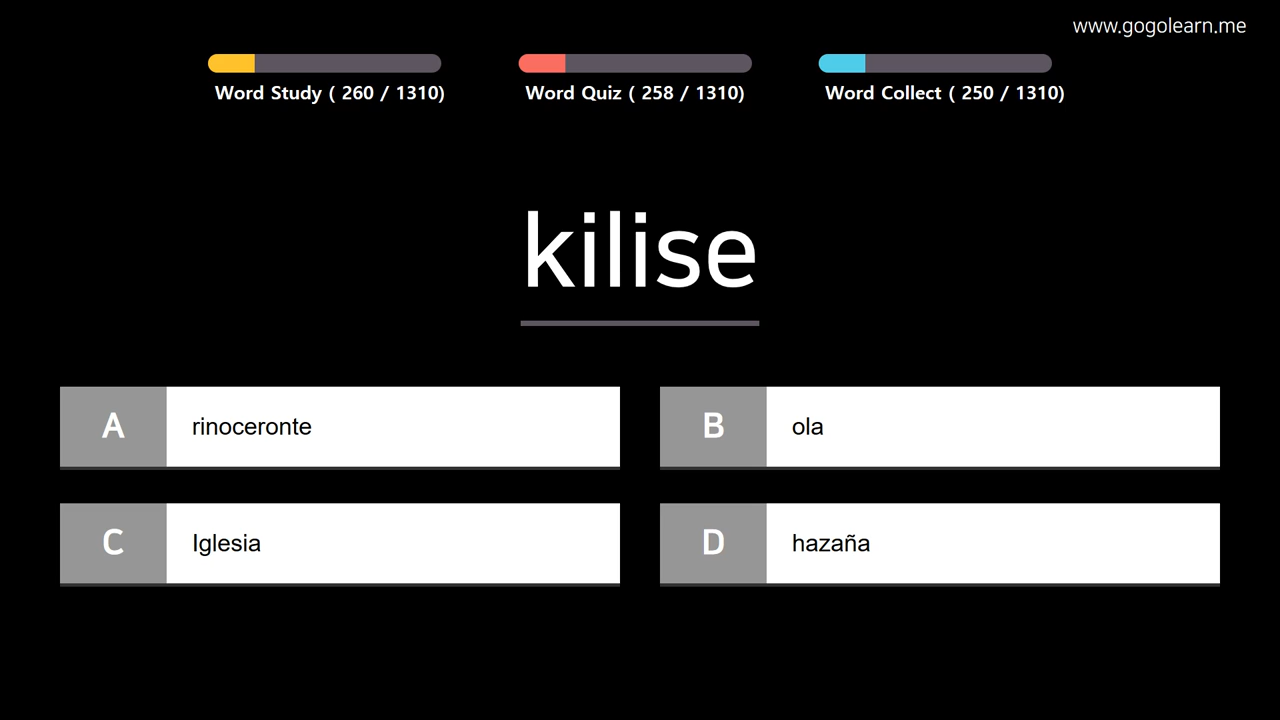 www.gogolearn.me
Word Study ( 260 / 1310)
Word Quiz ( 258 / 1310)
Word Collect ( 250 / 1310)
kilise
A rinoceronte
B ola
C Iglesia
D hazaña